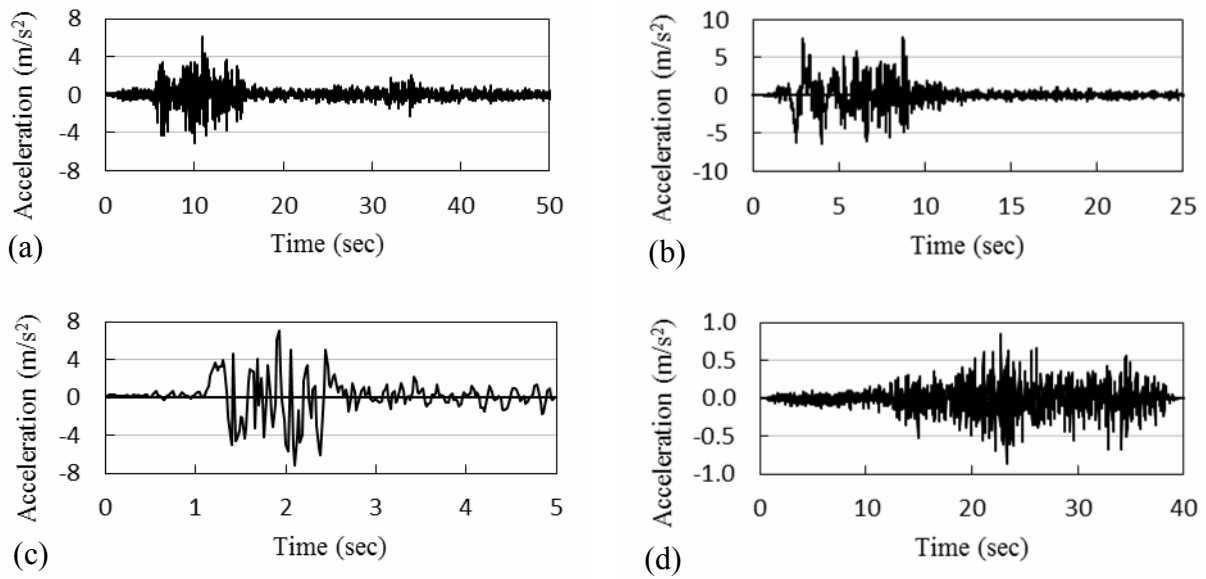 Acceleration (m/s²)
8
4
0
-4
-8
0 10 20 30 40 50
Time (sec)
(a)
Acceleration (m/s²)
10
5
0
-5
-10
0 5 10 15 20 25
Time (sec)
(b)
Acceleration (m/s²)
8
4
0
-4
-8
0 1 2 3 4 5
Time (sec)
(c)
Acceleration (m/s²)
1.0
0.5
0.0
-0.5
-1.0
0 10 20 30 40
Time (sec)
(d)